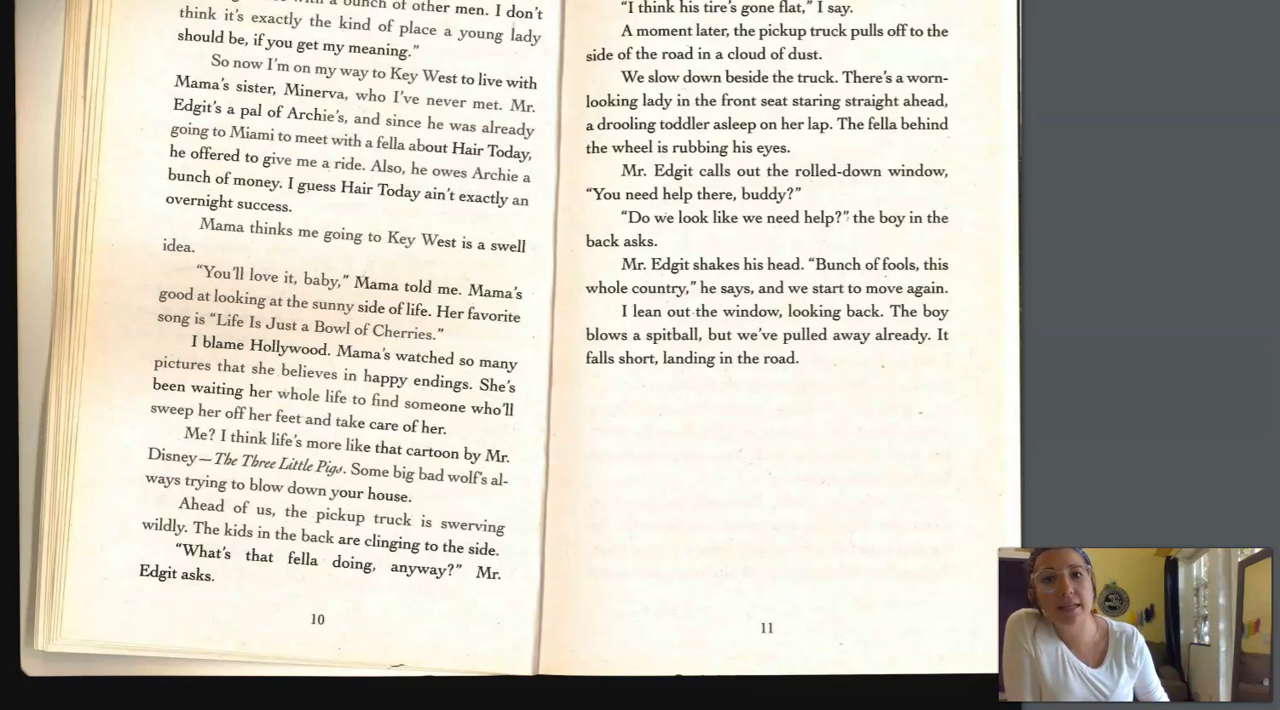 with a bunch of other men. I don't
think it's exactly the kind of place a young lady
should be, if you get my meaning."
So now I'm on my way to Key West to live with
Mama's sister, Minerva, who I've never met. Mr.
Edgit's a pal of Archie's, and since he was already
going to Miami to meet with a fella about Hair Today,
he offered to give me a ride. Also, he owes Archie a
bunch of money. I guess Hair Today ain't exactly an
overnight success.
Mama thinks me going to Key West is a swell
idea.
"You'll love it, baby," Mama told me. Mama's
good at looking at the sunny side of life. Her favorite
song is "Life Is Just a Bowl of Cherries."
I blame Hollywood. Mama's watched so many
pictures that she believes in happy endings. She's
been waiting her whole life to find someone who'll
sweep her off her feet and take care of her.
Me? I think life's more like that cartoon by Mr.
Disney—The Three Little Pigs. Some big bad wolf's al-
ways trying to blow down your house.
Ahead of us, the pickup truck is swerving
wildly. The kids in the back are clinging to the side.
"What's that fella doing, anyway?" Mr.
Edgit asks.
10
"I think his tire's gone flat," I say.
A moment later, the pickup truck pulls off to the
side of the road in a cloud of dust.
We slow down beside the truck. There's a worn-
looking lady in the front seat staring straight ahead,
a drooling toddler asleep on her lap. The fella behind
the wheel is rubbing his eyes.
Mr. Edgit calls out the rolled-down window,
"You need help there, buddy?"
"Do we look like we need help?" the boy in the
back asks.
Mr. Edgit shakes his head. "Bunch of fools, this
whole country," he says, and we start to move again.
I lean out the window, looking back. The boy
blows a spitball, but we've pulled away already. It
falls short, landing in the road.
11